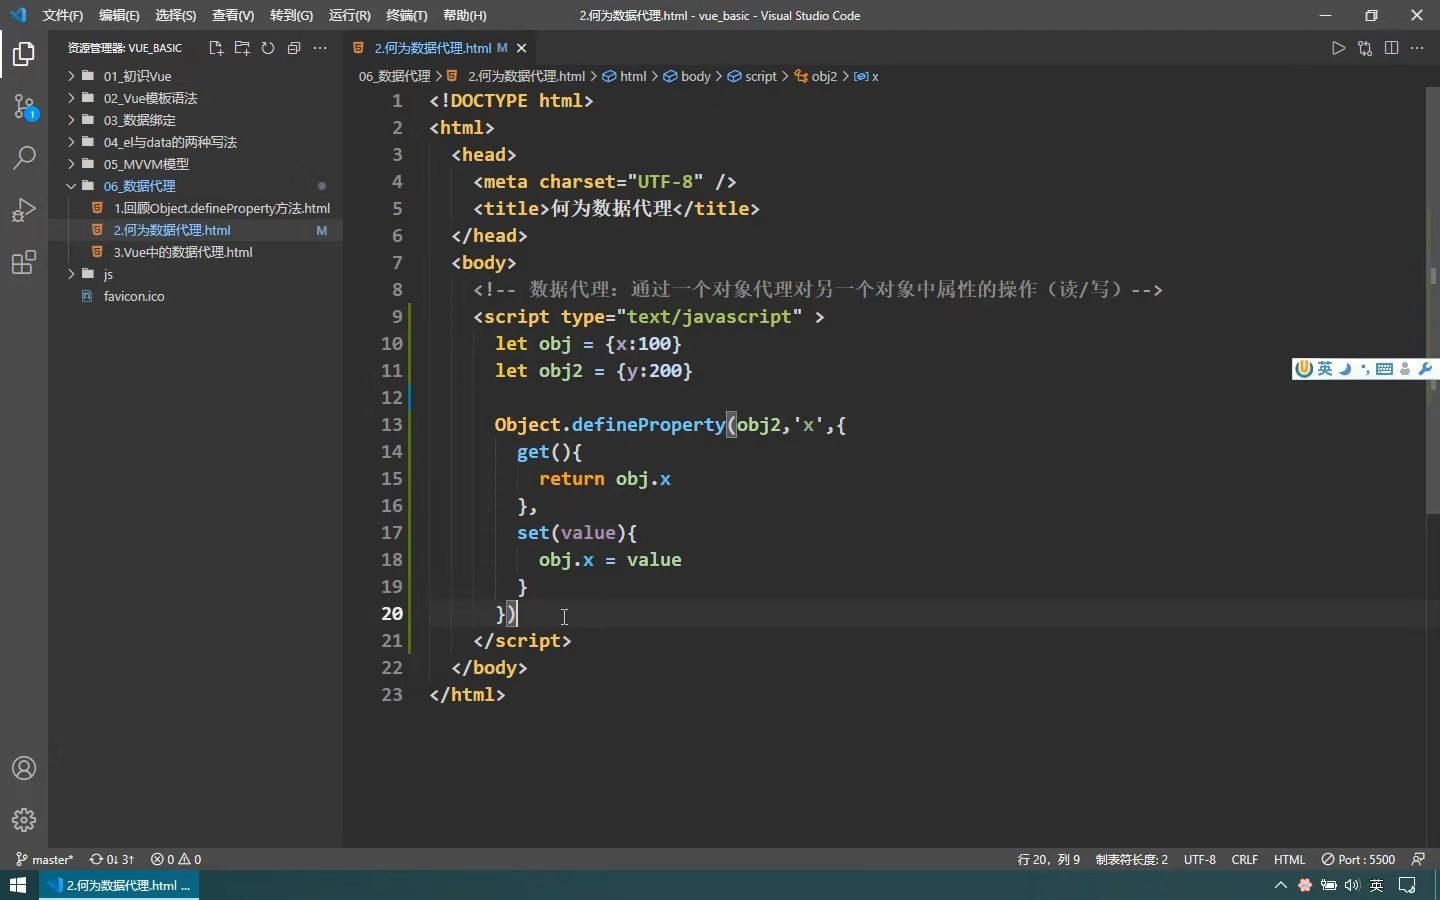 文件(F) 编辑(E) 选择(S) 查看(V) 转到(G) 运行(R) 终端(T) 帮助(H) 2.何为数据代理.html - vue_basic - Visual Studio Code
资源管理器: VUE_BASIC
01_初识Vue
02_Vue模板语法
03_数据绑定
04_el与data的两种写法
05_MVVM模型
06_数据代理
1.回顾Object.defineProperty方法.html
2.何为数据代理.html M
3.Vue中的数据代理.html
js
favicon.ico
1
2.何为数据代理.html M
06_数据代理 > 2.何为数据代理.html > html > body > script > obj2 > x
1 <!DOCTYPE html>
2 <html>
3 <head>
4 <meta charset="UTF-8" />
5 <title>何为数据代理</title>
6 </head>
7 <body>
8 <!-- 数据代理：通过一个对象代理对另一个对象中属性的操作（读/写）-->
9 <script type="text/javascript" >
10 let obj = {x:100}
11 let obj2 = {y:200}
12
13 Object.defineProperty(obj2,'x',{
14 get(){
15 return obj.x
16 },
17 set(value){
18 obj.x = value
19 }
20 })
21 </script>
22 </body>
23 </html>
英
master* 0↓ 3↑ 0 0 行 20，列 9 制表符长度: 2 UTF-8 CRLF HTML Port : 5500
2.何为数据代理.html ... 英